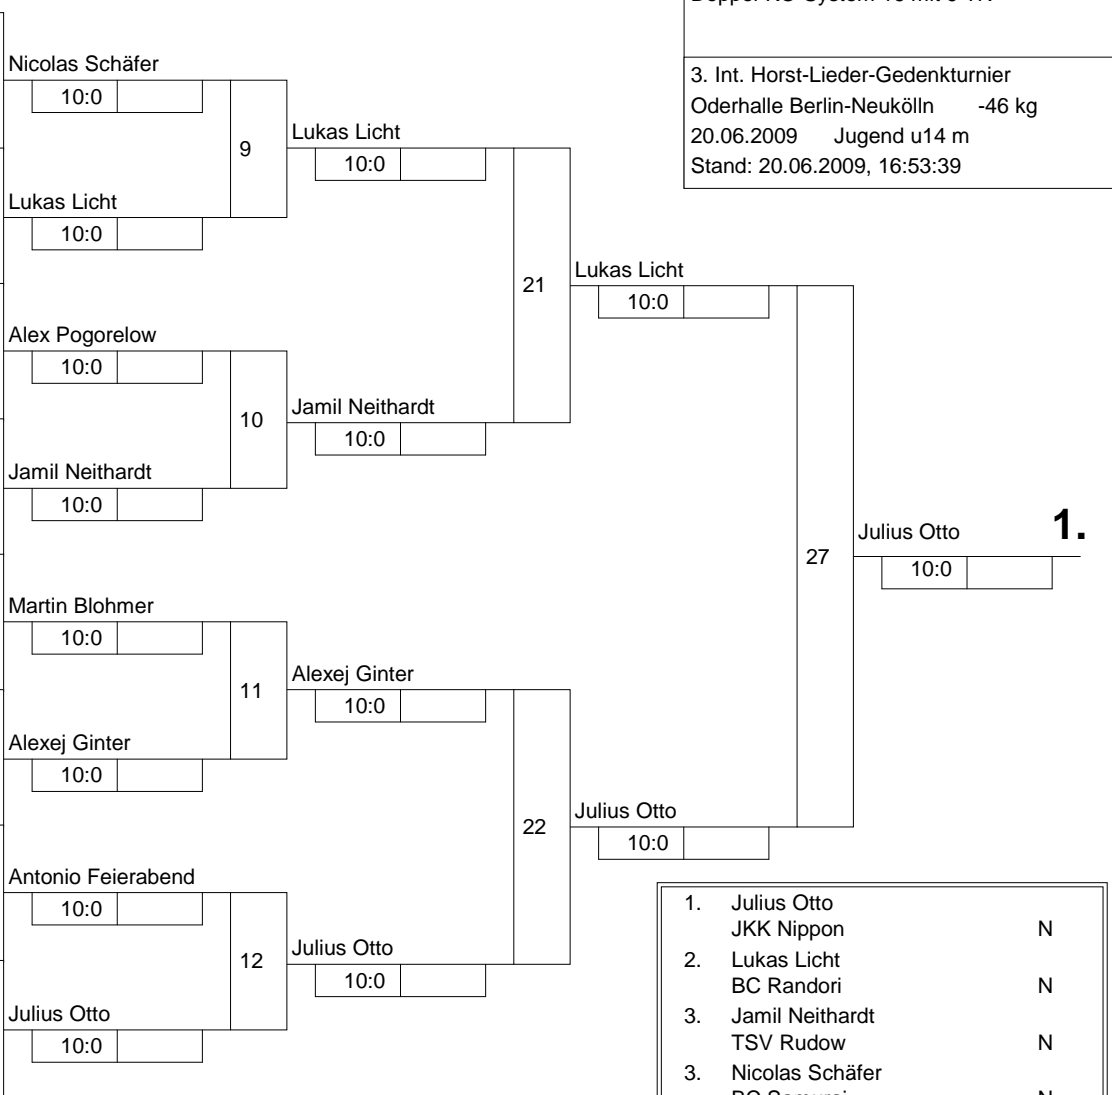 3. Int. Horst-Lieder-Gedenkturnier
Oderhalle Berlin-Neukölln -46 kg
20.06.2009 Jugend u14 m
Stand: 20.06.2009, 16:53:39
Nicolas Schäfer
10:0
9
Lukas Licht
10:0
Lukas Licht
10:0
21
Lukas Licht
10:0
Alex Pogorelow
10:0
10
Jamil Neithardt
10:0
Jamil Neithardt
10:0
27
Julius Otto 1.
10:0
Martin Blohmer
10:0
11
Alexej Ginter
10:0
Alexej Ginter
10:0
22
Julius Otto
10:0
Antonio Feierabend
10:0
12
Julius Otto
10:0
Julius Otto
10:0
1. Julius Otto
JKK Nippon N
2. Lukas Licht
BC Randori N
3. Jamil Neithardt
TSV Rudow N
3. Nicolas Schäfer